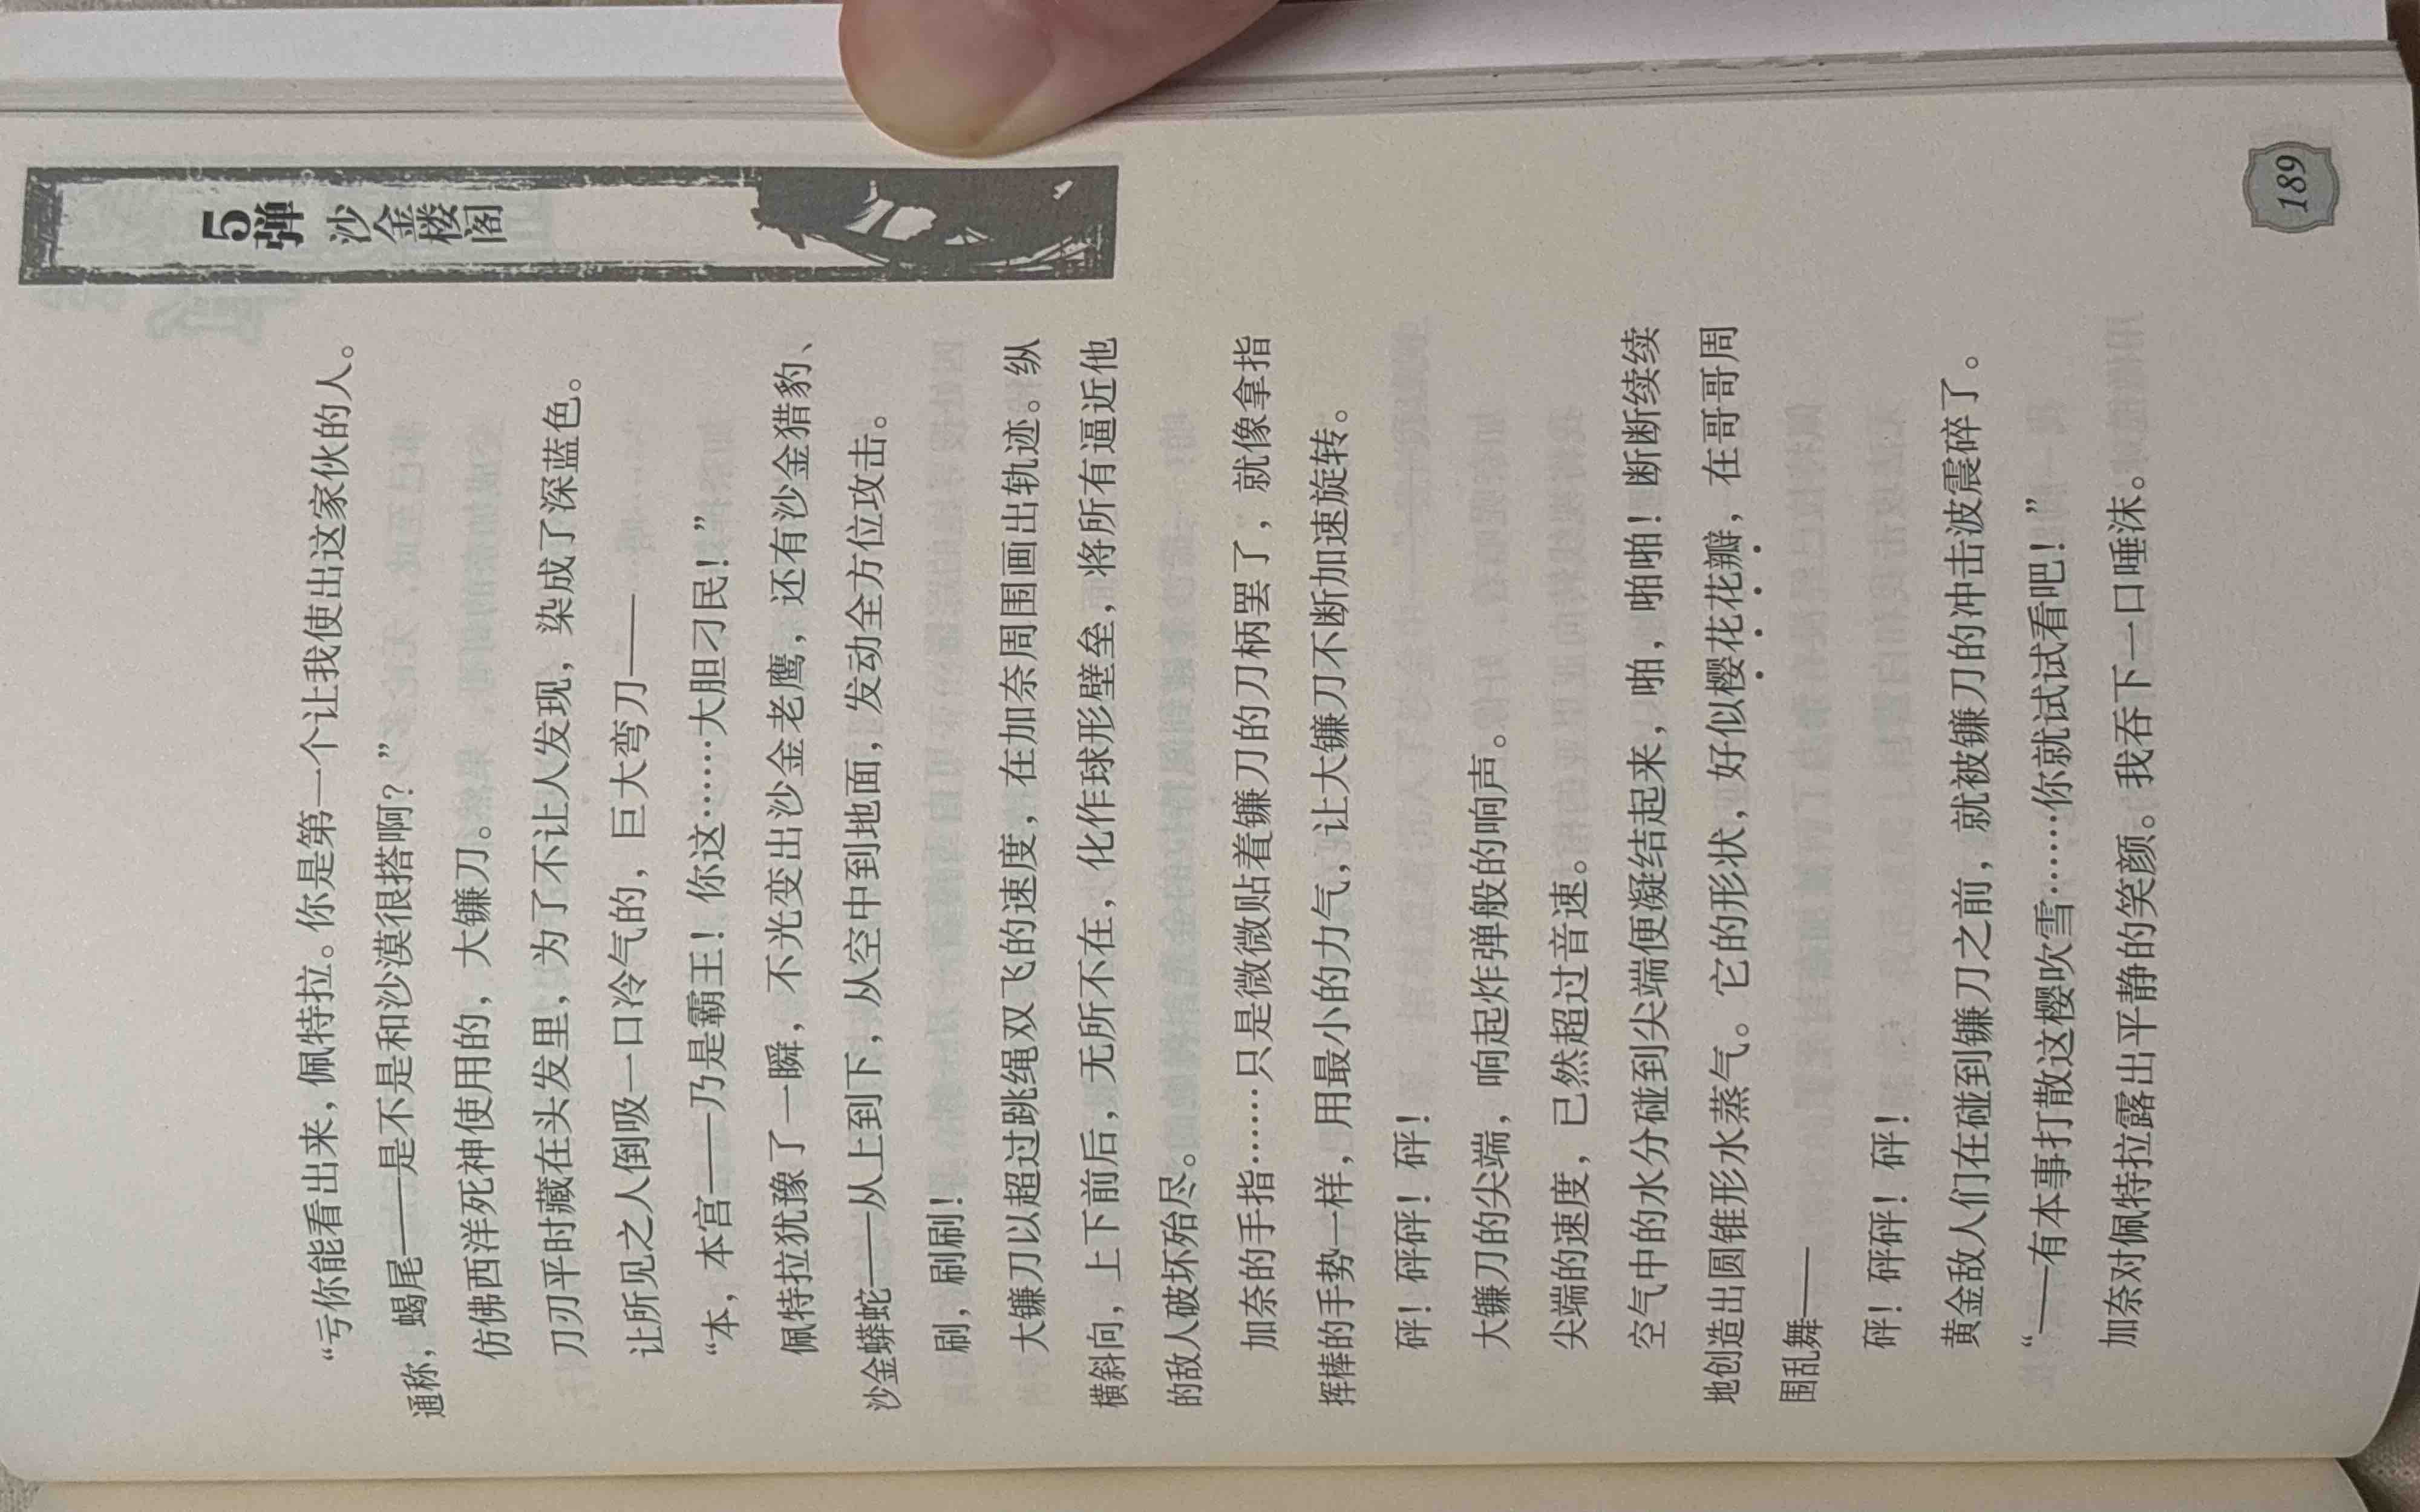 “亏你能看出来，佩特拉。你是第一个让我使出这家伙的人。
通称，蝎尾——是不是和沙漠很搭啊？”
仿佛西洋死神使用的，大镰刀。
刀刃平时藏在头发里，为了不让人发现，染成了深蓝色。
让所见之人倒吸一口冷气的，巨大弯刀——
“本，本宫——乃是霸王！你这……大胆刁民！”
佩特拉犹豫了一瞬，不光变出沙金老鹰，还有沙金猎豹、
沙金蟒蛇——从上到下，从空中到地面，发动全方位攻击。
刷，刷刷！
大镰刀以超过跳绳双飞的速度，在加奈周围画出轨迹。纵
横斜向，上下前后，无所不在，化作球形壁垒，将所有逼近他
的敌人破坏殆尽。
加奈的手指……只是微微贴着镰刀的刀柄罢了，就像拿指
挥棒的手势一样，用最小的力气，让大镰刀不断加速旋转。
砰！砰砰！砰！
大镰刀的尖端，响起炸弹般的响声。
尖端的速度，已然超过音速。
空气中的水分碰到尖端便凝结起来，啪，啪啪！断断续续
地创造出圆锥形水蒸气。它的形状，好似樱花花瓣，在哥哥周
围乱舞——
砰！砰砰！砰！
黄金敌人们在碰到镰刀之前，就被镰刀的冲击波震碎了。
“——有本事打散这樱吹雪……你就试试看吧！”
加奈对佩特拉露出平静的笑颜。我吞下一口唾沫。
5弹 沙金楼阁
189